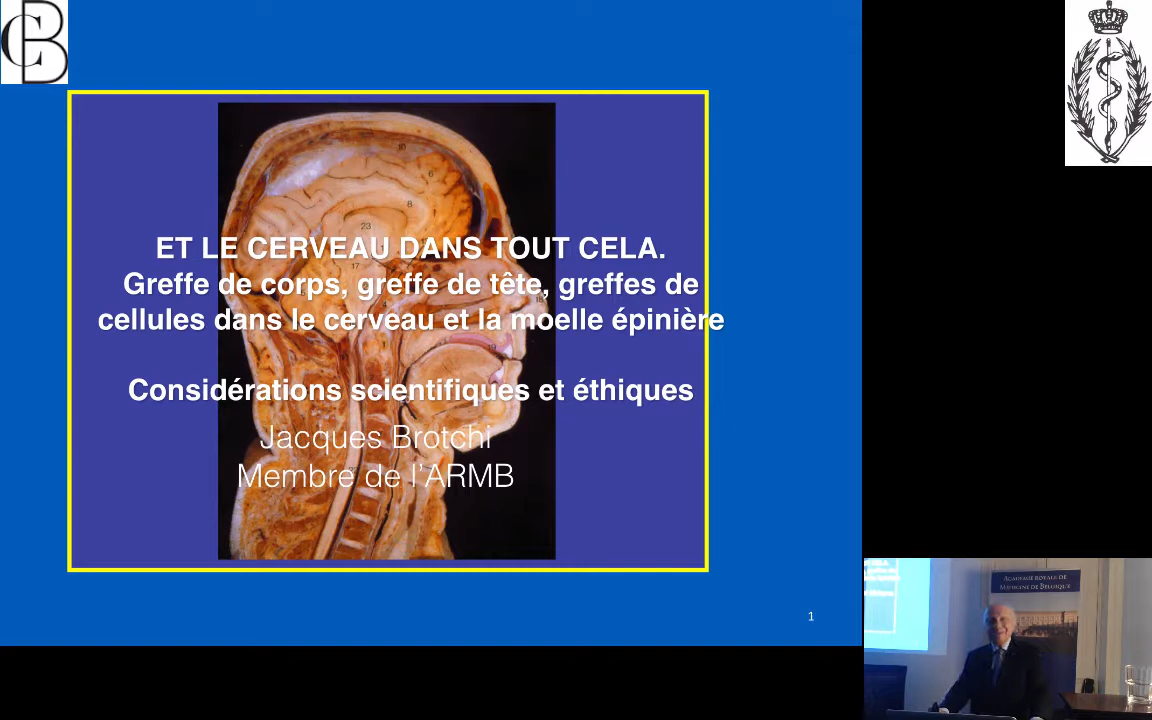 CB
ET LE CERVEAU DANS TOUT CELA.
Greffe de corps, greffe de tête, greffes de
cellules dans le cerveau et la moelle épinière
Considérations scientifiques et éthiques
Jacques Brotchi
Membre de l'ARMB
1
ACADÉMIE ROYALE DE
MÉDECINE DE BELGIQUE